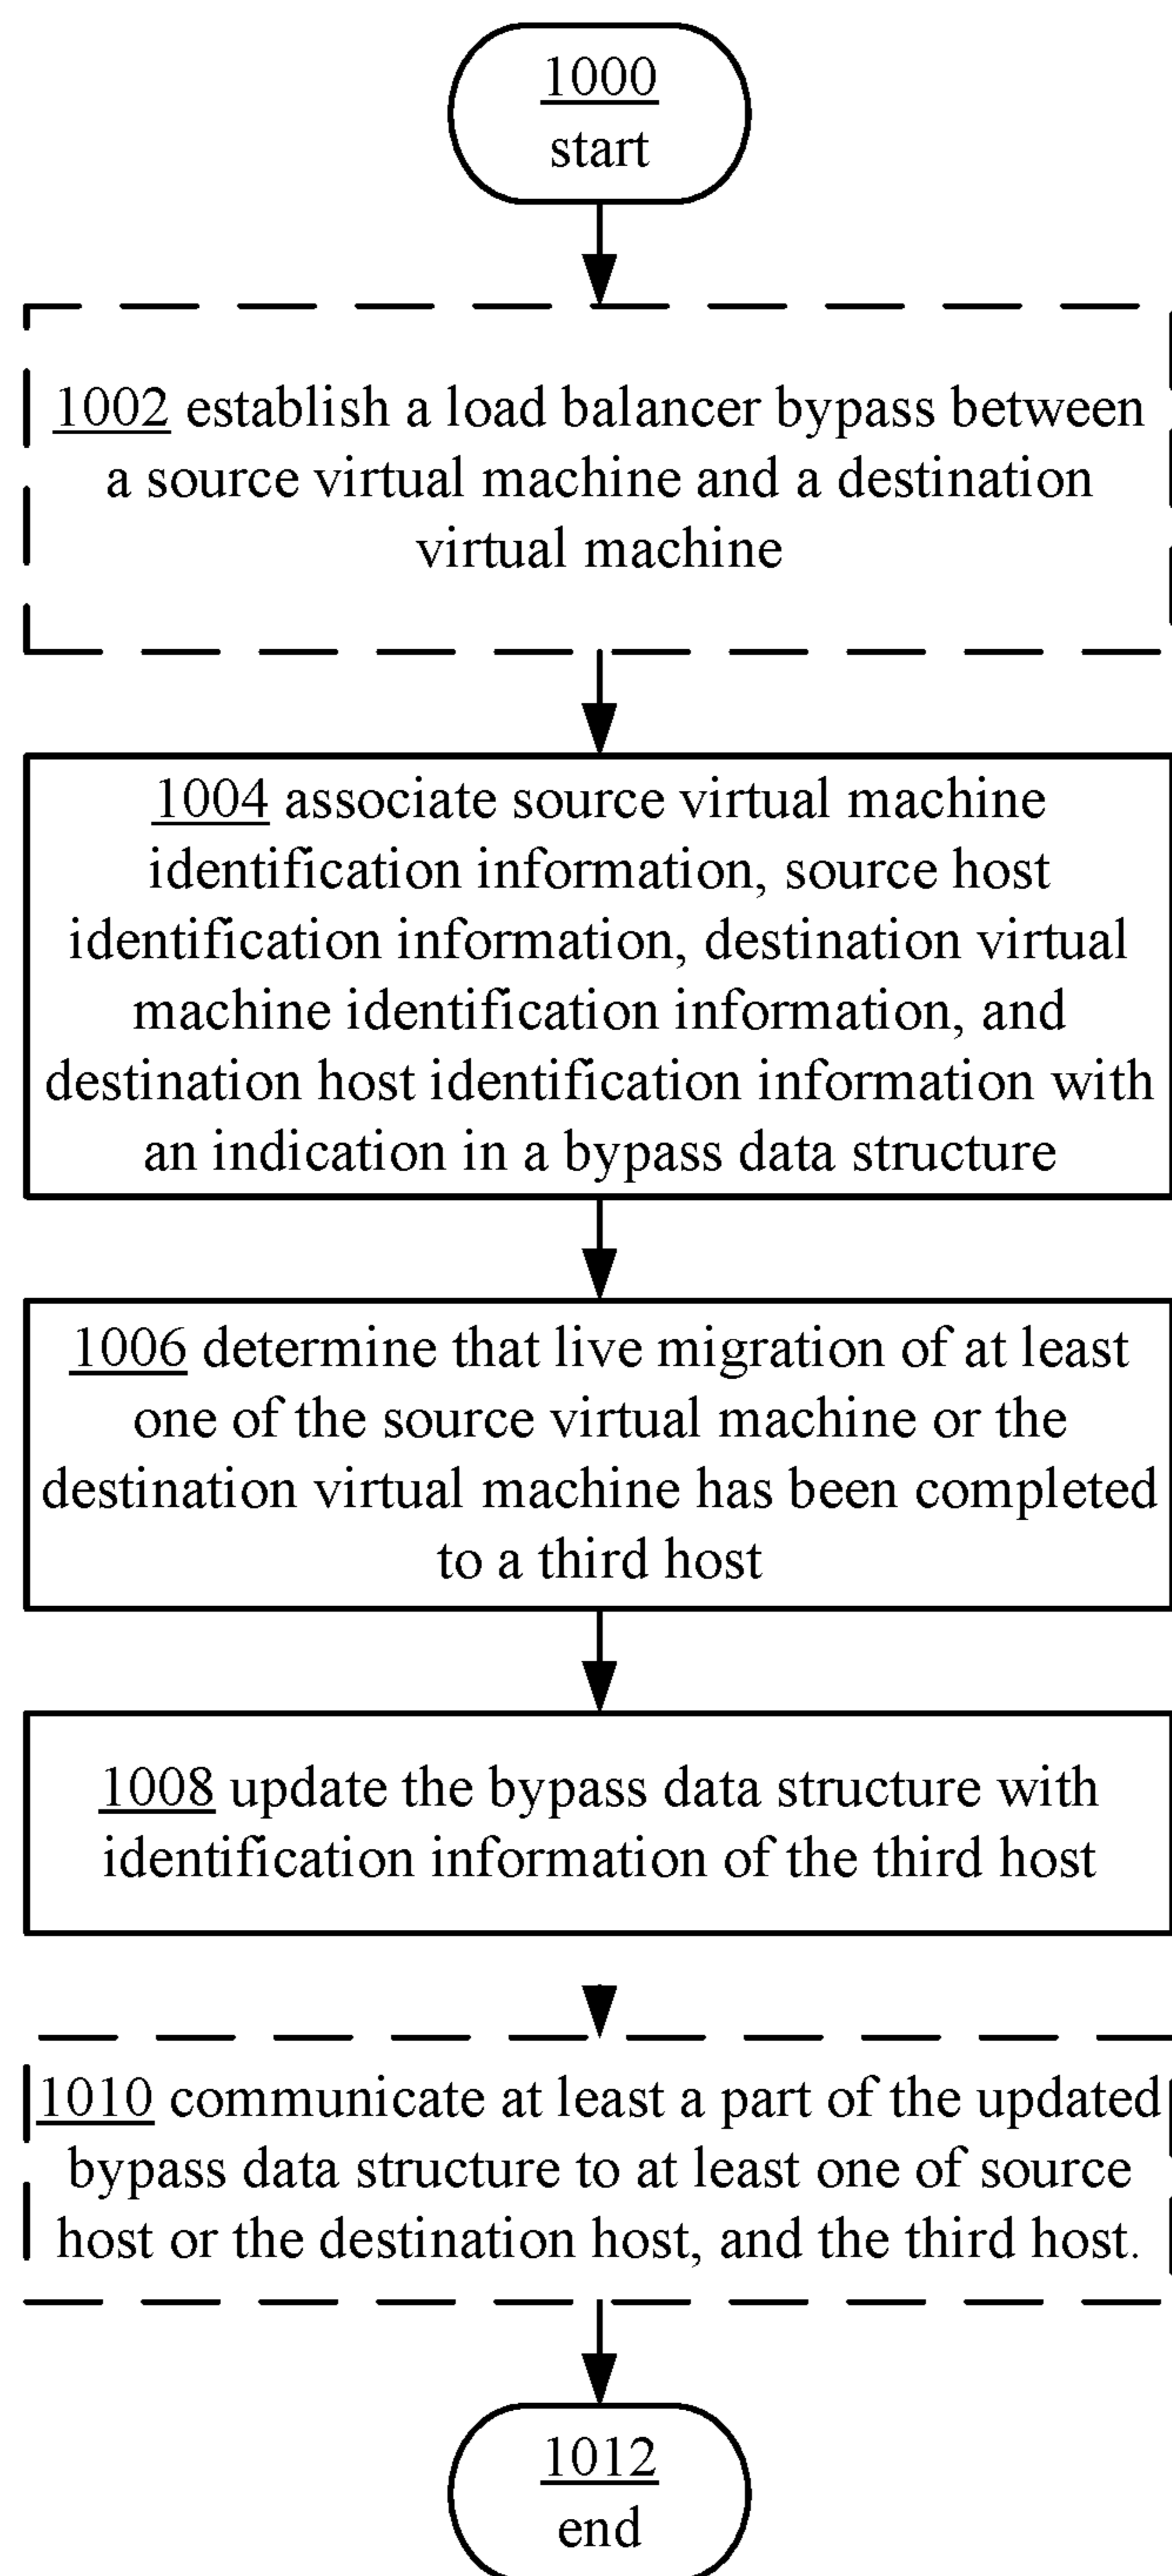 1000
start
1002 establish a load balancer bypass between
a source virtual machine and a destination
virtual machine
1004 associate source virtual machine
identification information, source host
identification information, destination virtual
machine identification information, and
destination host identification information with
an indication in a bypass data structure
1006 determine that live migration of at least
one of the source virtual machine or the
destination virtual machine has been completed
to a third host
1008 update the bypass data structure with
identification information of the third host
1010 communicate at least a part of the updated
bypass data structure to at least one of source
host or the destination host, and the third host.
1012
end